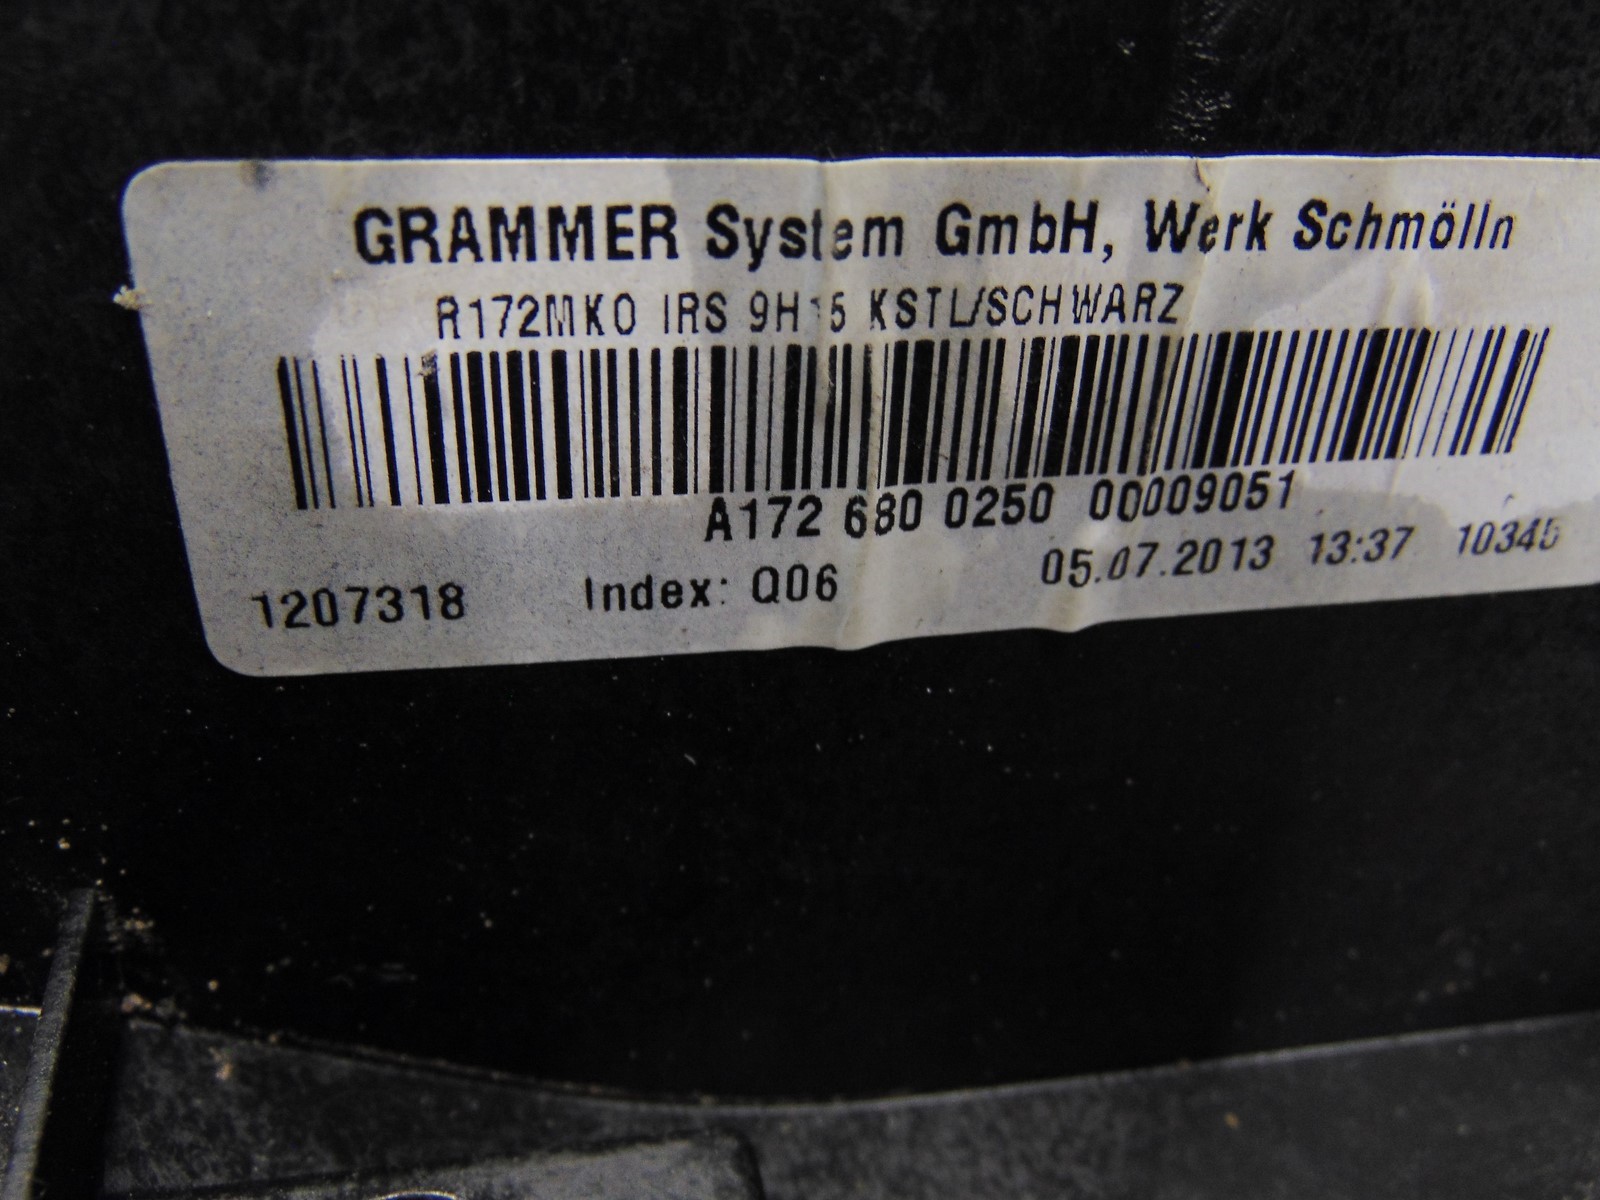 GRAMMER System GmbH, Werk Schmölln
R172MKO IRS 9H15 KSTL/SCHWARZ
A172 680 0250 00009051
1207318 Index: Q06 05.07.2013 13:37